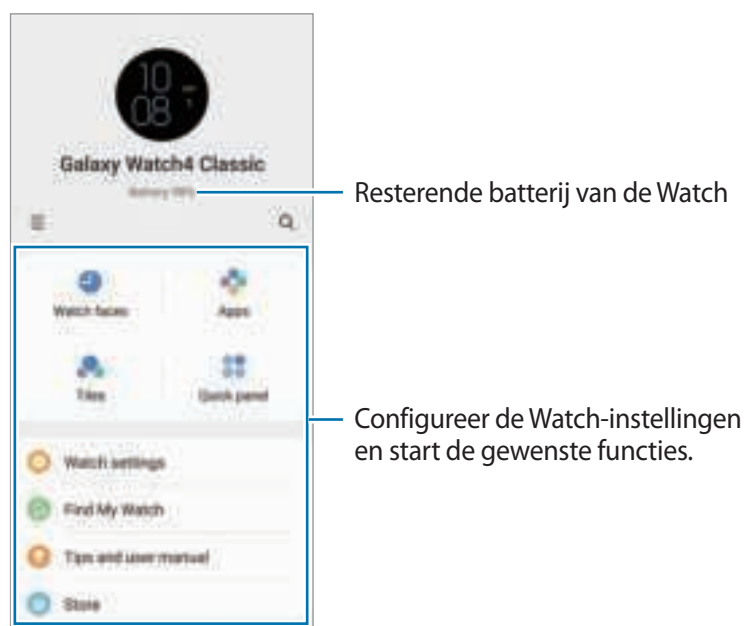 10
08
Galaxy Watch4 Classic
Resterende batterij van de Watch
Watch faces
Apps
Tiles
Quick panel
Configureer de Watch-instellingen
en start de gewenste functies.
Watch settings
Find My Watch
Tips and user manual
Store